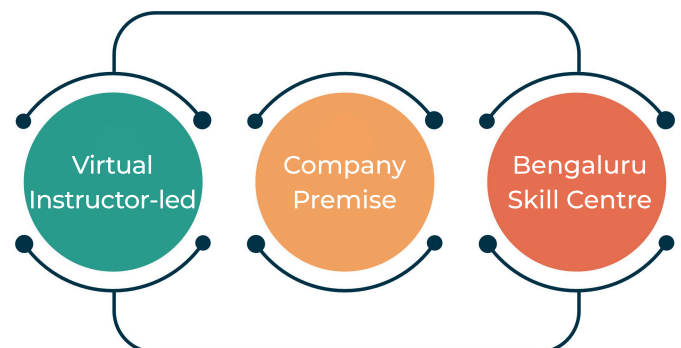 Virtual
Instructor-led
Company
Premise
Bengaluru
Skill Centre